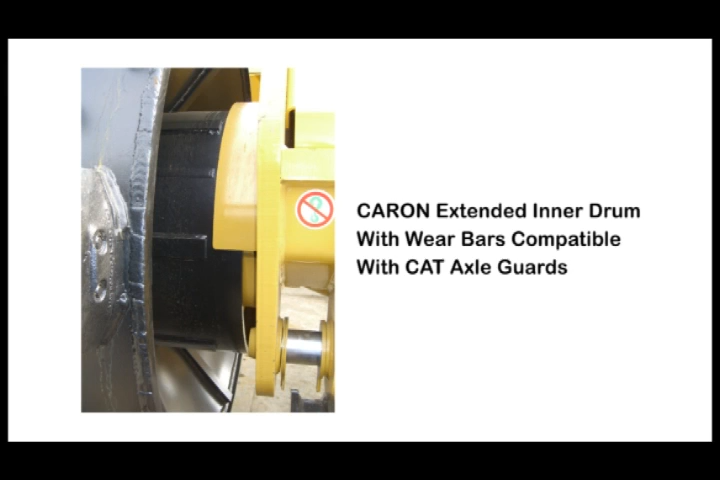 CARON Extended Inner Drum
With Wear Bars Compatible
With CAT Axle Guards